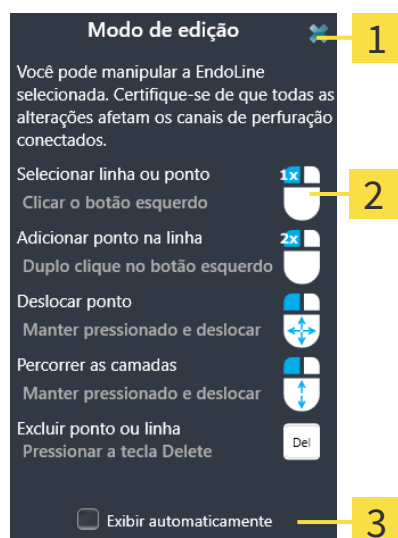 Modo de edição
1
Você pode manipular a EndoLine
selecionada. Certifique-se de que todas as
alterações afetam os canais de perfuração
conectados.
Selecionar linha ou ponto
1x
Clicar o botão esquerdo
2
Adicionar ponto na linha
2x
Duplo clique no botão esquerdo
Deslocar ponto
Manter pressionado e deslocar
Percorrer as camadas
Manter pressionado e deslocar
Excluir ponto ou linha
Pressionar a tecla Delete
Del
Exibir automaticamente
3